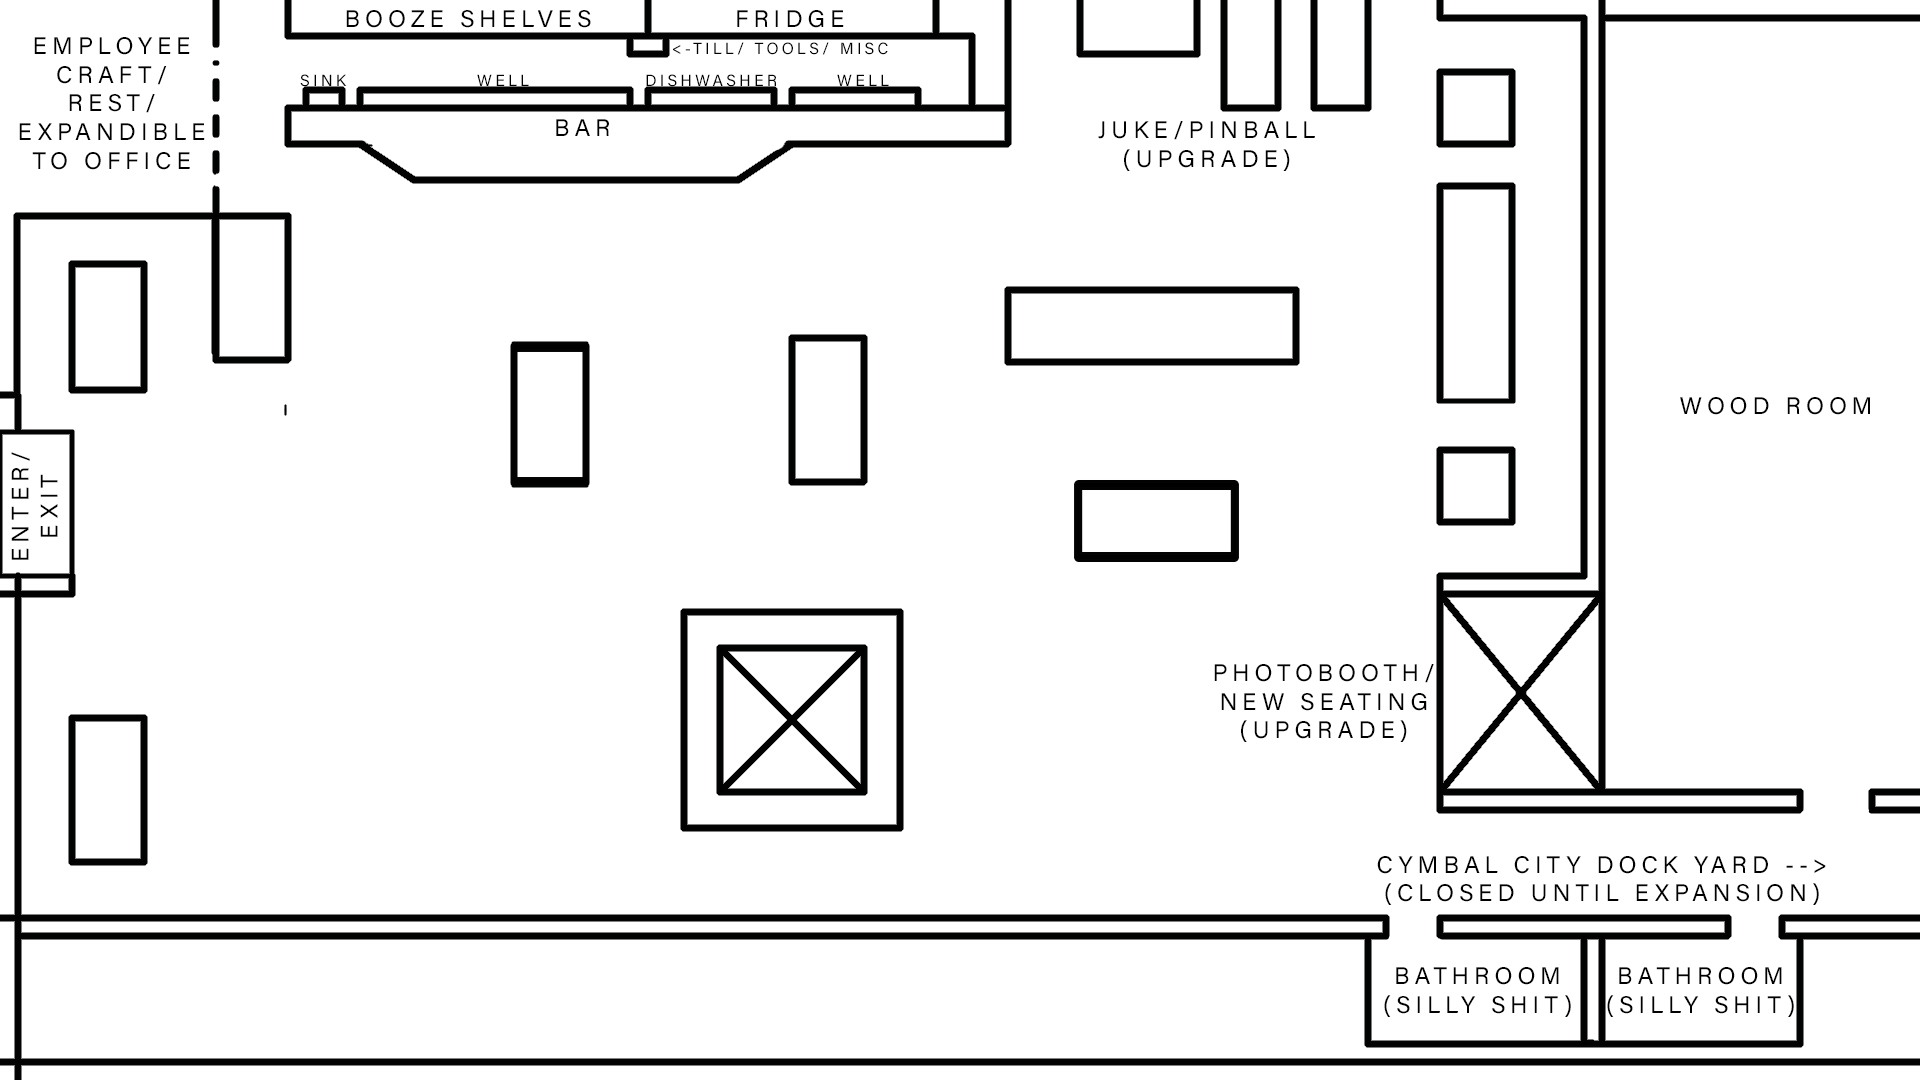 BOOZE SHELVES
FRIDGE
<-TILL/ TOOLS/ MISC
EMPLOYEE
CRAFT/
REST/
EXPANDIBLE
TO OFFICE
SINK
WELL
DISHWASHER
WELL
BAR
JUKE/PINBALL
(UPGRADE)
WOOD ROOM
ENTER/
EXIT
PHOTOBOOTH/
NEW SEATING
(UPGRADE)
CYMBAL CITY DOCK YARD -->
(CLOSED UNTIL EXPANSION)
BATHROOM
(SILLY SHIT)
BATHROOM
(SILLY SHIT)